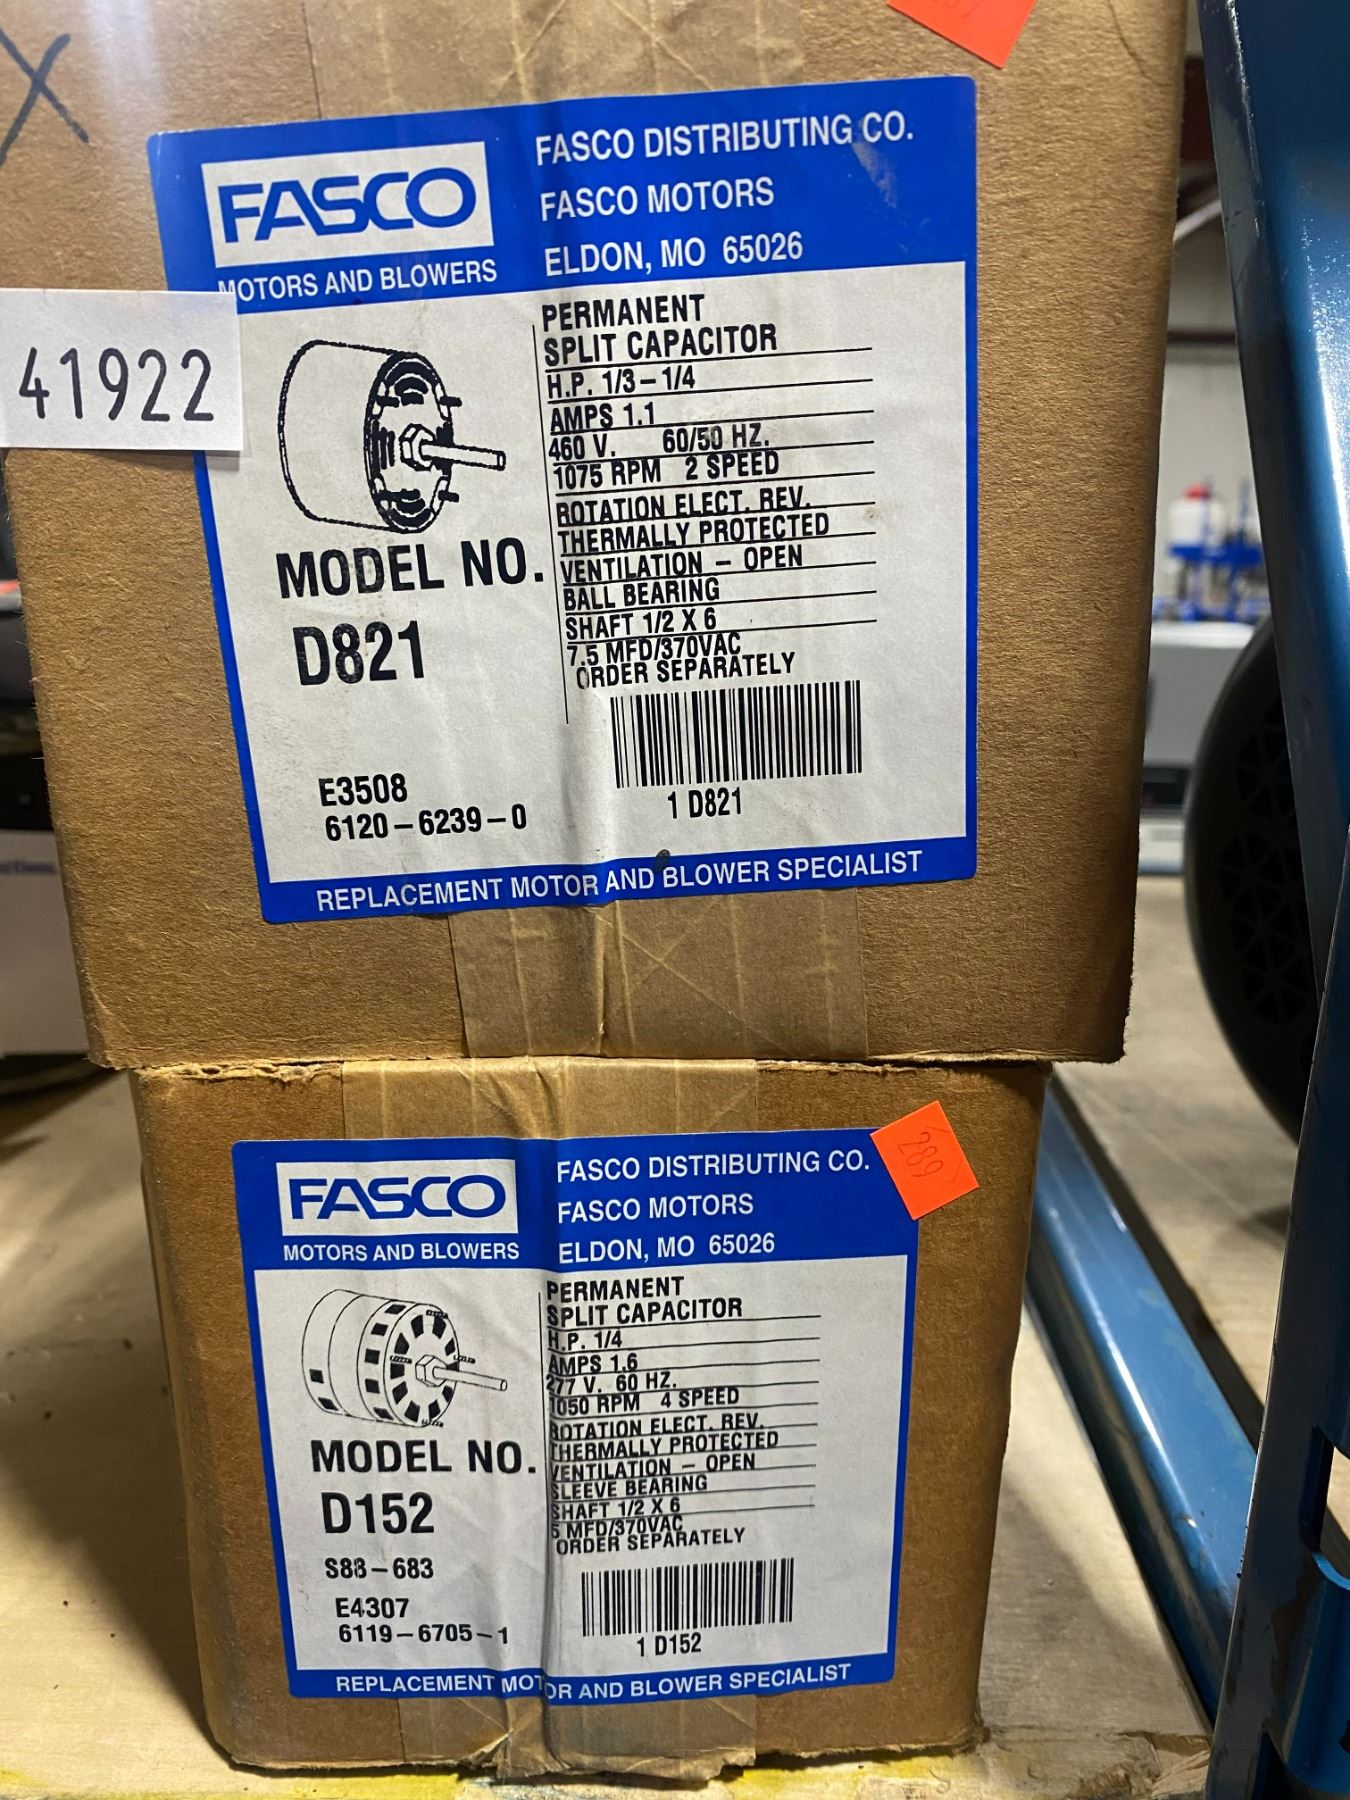 FASCO
MOTORS AND BLOWERS
FASCO DISTRIBUTING CO.
FASCO MOTORS
ELDON, MO 65026
41922
PERMANENT
SPLIT CAPACITOR
H.P. 1/3-1/4
AMPS 1.1
460 V. 60/50 HZ.
1075 RPM 2 SPEED
ROTATION ELECT. REV.
THERMALLY PROTECTED
VENTILATION - OPEN
BALL BEARING
SHAFT 1/2 X 6
7.5 MFD/370VAC
ORDER SEPARATELY
MODEL NO.
D821
E3508
6120-6239-0
1 D821
REPLACEMENT MOTOR AND BLOWER SPECIALIST
289
FASCO
MOTORS AND BLOWERS
FASCO DISTRIBUTING CO.
FASCO MOTORS
ELDON, MO 65026
PERMANENT
SPLIT CAPACITOR
H.P. 1/4
AMPS 1.6
277 V. 60 HZ.
1050 RPM 4 SPEED
ROTATION ELECT. REV.
THERMALLY PROTECTED
VENTILATION - OPEN
SLEEVE BEARING
SHAFT 1/2 X 6
5 MFD/370VAC
ORDER SEPARATELY
MODEL NO.
D152
S88-683
E4307
6119-6705-1
1 D152
REPLACEMENT MOTOR AND BLOWER SPECIALIST